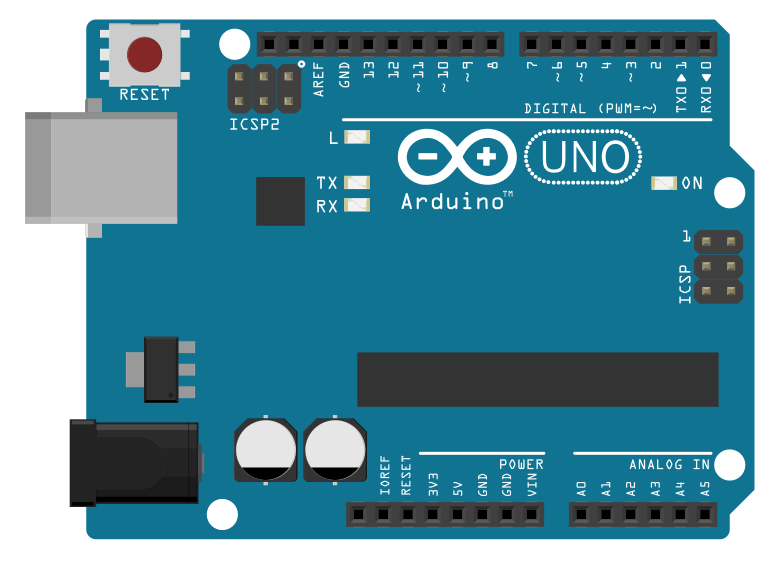 RESET
ICSP2
AREF
GND
13
12
~11
~10
~9
8
7
~6
~5
4
~3
2
TX0▶1
RX0◀0
DIGITAL (PWM=~)
L
TX
RX
UNO
Arduino™
ON
1
ICSP
POWER
ANALOG IN
IOREF
RESET
3V3
5V
GND
GND
VIN
A0
A1
A2
A3
A4
A5